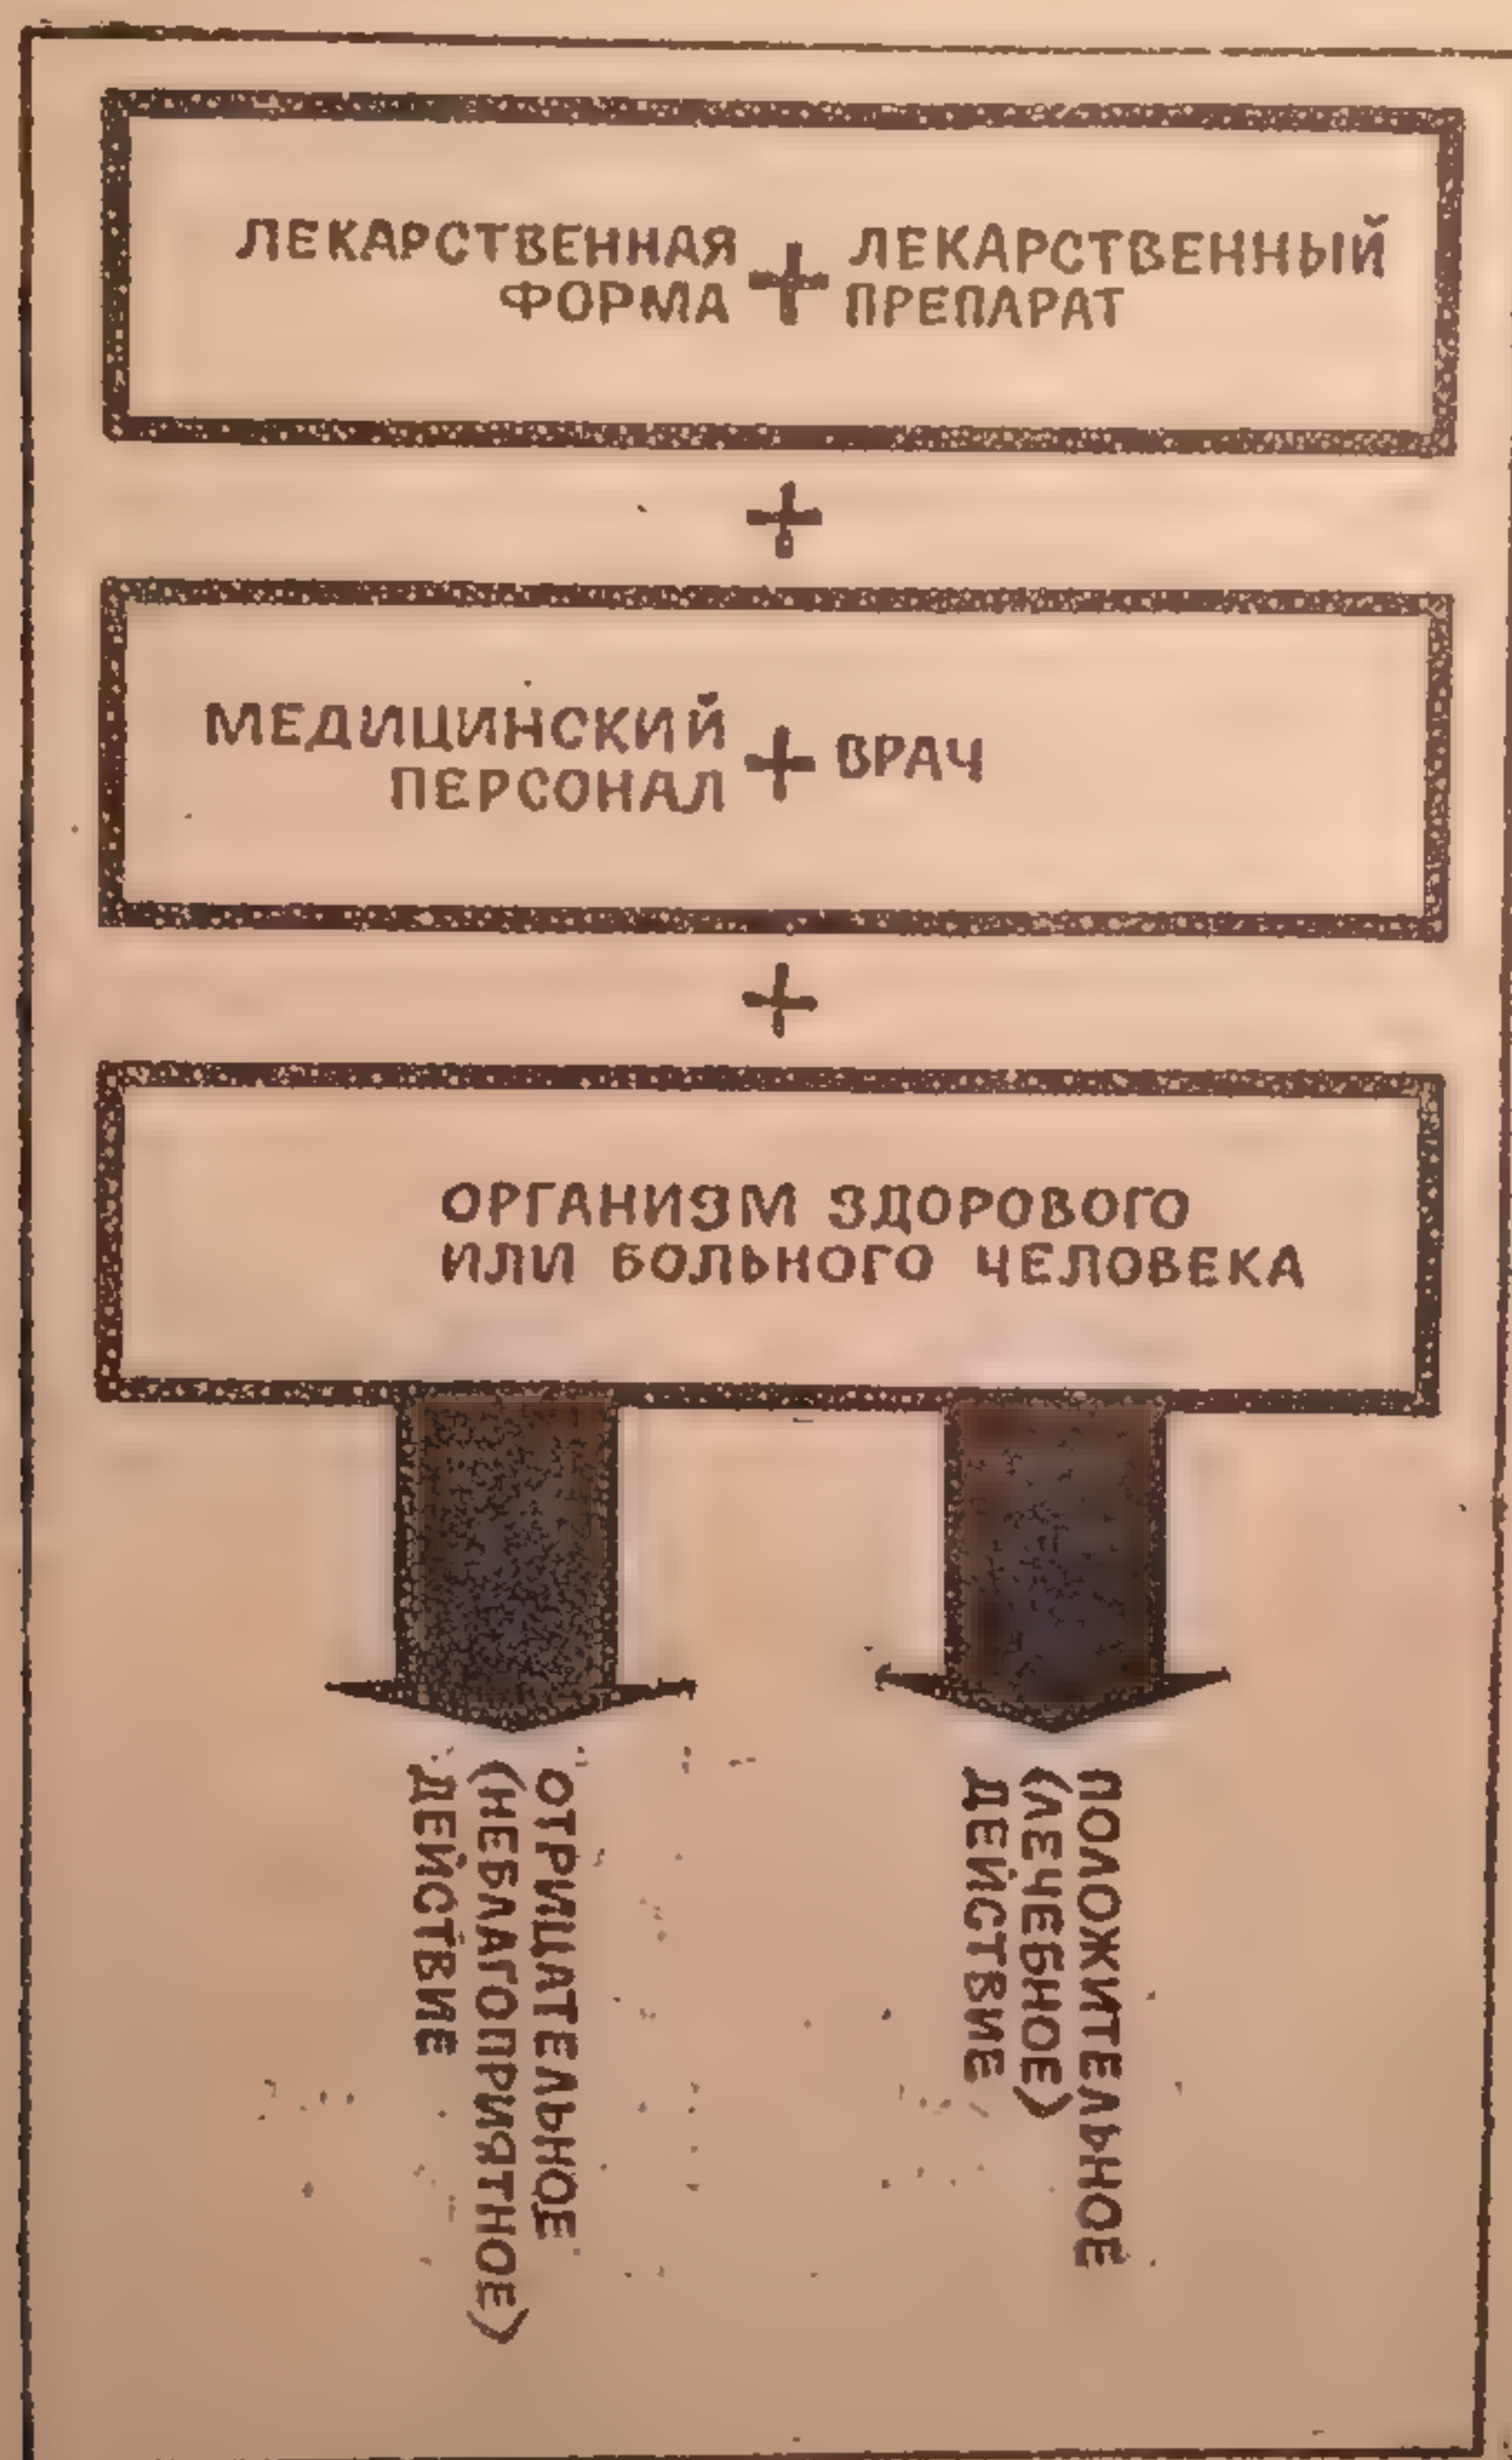 ЛЕКАРСТВЕННАЯ
ФОРМА
+
ЛЕКАРСТВЕННЫЙ
ПРЕПАРАТ
+
МЕДИЦИНСКИЙ
ПЕРСОНАЛ
+
ВРАЧ
+
ОРГАНИЗМ ЗДОРОВОГО
ИЛИ БОЛЬНОГО ЧЕЛОВЕКА
ОТРИЦАТЕЛЬНОЕ
(НЕБЛАГОПРИЯТНОЕ)
ДЕЙСТВИЕ
ПОЛОЖИТЕЛЬНОЕ
(ЛЕЧЕБНОЕ)
ДЕЙСТВИЕ